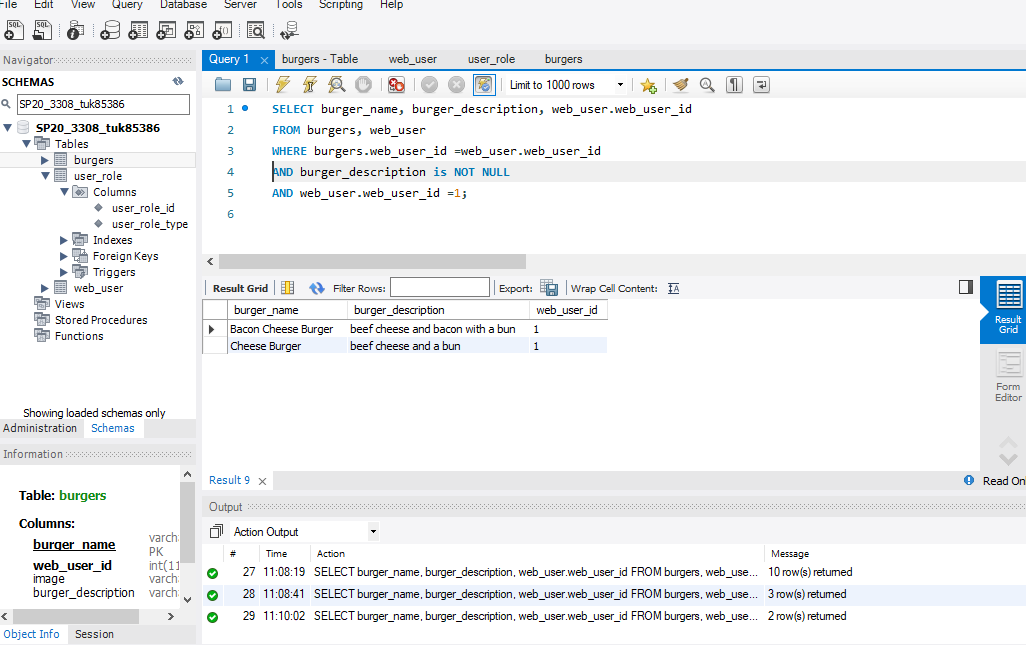 File Edit View Query Database Server Tools Scripting Help
Navigator
SCHEMAS
SP20_3308_tuk85386
SP20_3308_tuk85386
Tables
burgers
user_role
Columns
user_role_id
user_role_type
Indexes
Foreign Keys
Triggers
web_user
Views
Stored Procedures
Functions
Showing loaded schemas only
Administration Schemas
Information
Table: burgers
Columns:
burger_name varch
PK
web_user_id int(11
image varch
burger_description varch
Object Info Session
Query 1 burgers - Table web_user user_role burgers
Limit to 1000 rows
1 SELECT burger_name, burger_description, web_user.web_user_id
2 FROM burgers, web_user
3 WHERE burgers.web_user_id =web_user.web_user_id
4 AND burger_description is NOT NULL
5 AND web_user.web_user_id =1;
6
Result Grid Filter Rows: Export: Wrap Cell Content:
burger_name burger_description web_user_id
Bacon Cheese Burger beef cheese and bacon with a bun 1
Cheese Burger beef cheese and a bun 1
Result
Grid
Form
Editor
Result 9 Read On
Output
Action Output
# Time Action Message
27 11:08:19 SELECT burger_name, burger_description, web_user.web_user_id FROM burgers, web_use... 10 row(s) returned
28 11:08:41 SELECT burger_name, burger_description, web_user.web_user_id FROM burgers, web_use... 3 row(s) returned
29 11:10:02 SELECT burger_name, burger_description, web_user.web_user_id FROM burgers, web_use... 2 row(s) returned